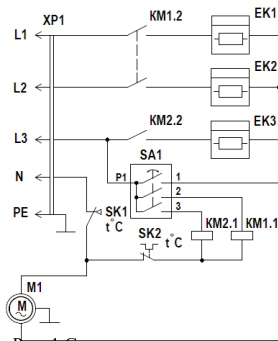 XP1
KM1.2
EK1
L1
EK2
L2
KM2.2
EK3
L3
SA1
N
P1
1
2
3
PE
SK1
t°C
SK2
t°C
KM2.1
KM1.1
M1
M